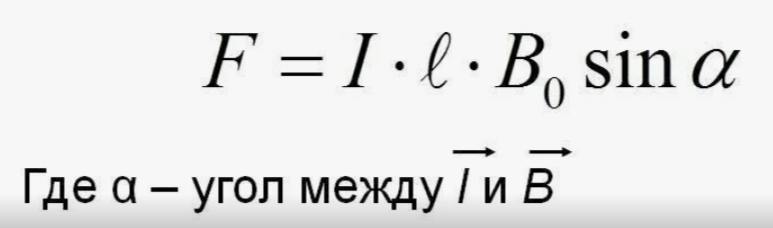 F = I · ℓ · B₀ sin α
Где α – угол между I⃗ и B⃗